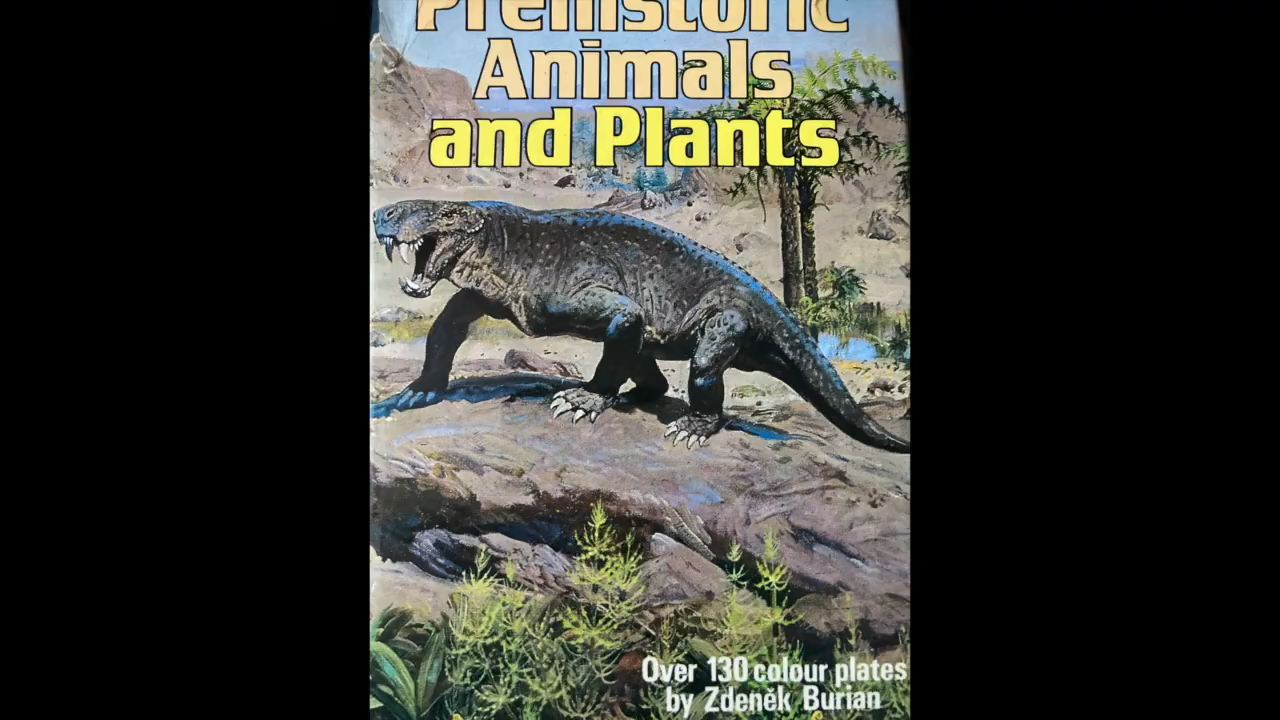 Prehistoric
Animals
and Plants
Over 130 colour plates
by Zdeněk Burian